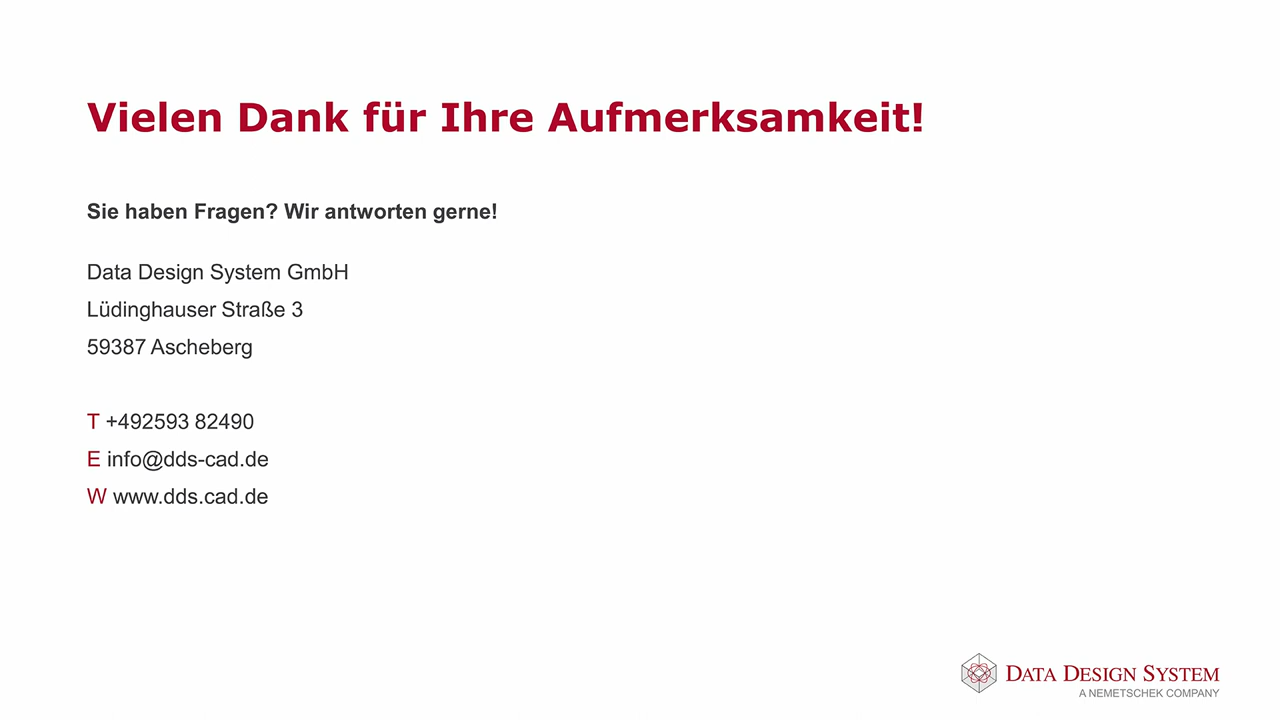 Vielen Dank für Ihre Aufmerksamkeit!
Sie haben Fragen? Wir antworten gerne!
Data Design System GmbH
Lüdinghauser Straße 3
59387 Ascheberg
T +492593 82490
E info@dds-cad.de
W www.dds.cad.de
DATA DESIGN SYSTEM
A NEMETSCHEK COMPANY